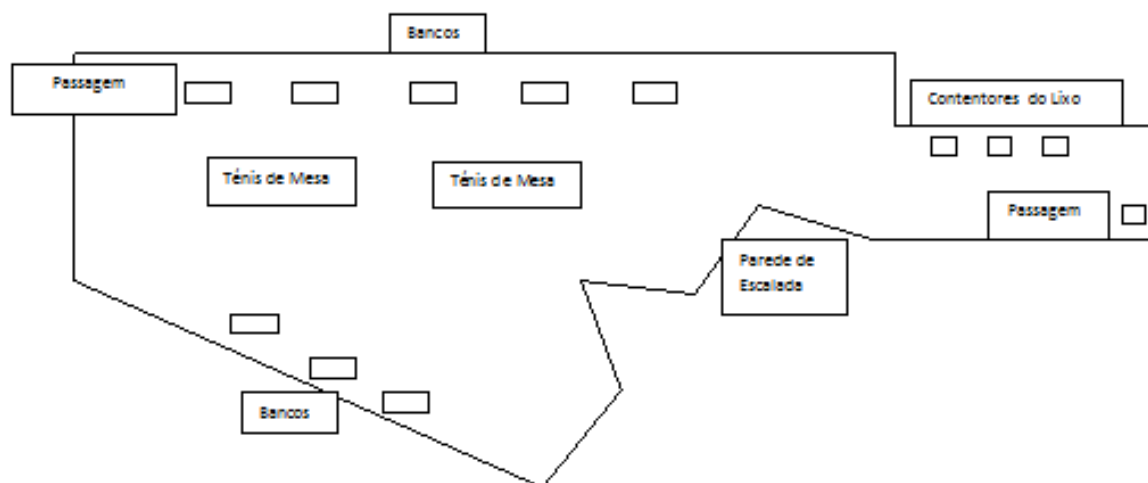 Bancos
Passagem
Contentores do Lixo
Ténis de Mesa
Ténis de Mesa
Passagem
Parede de
Escalada
Bancos